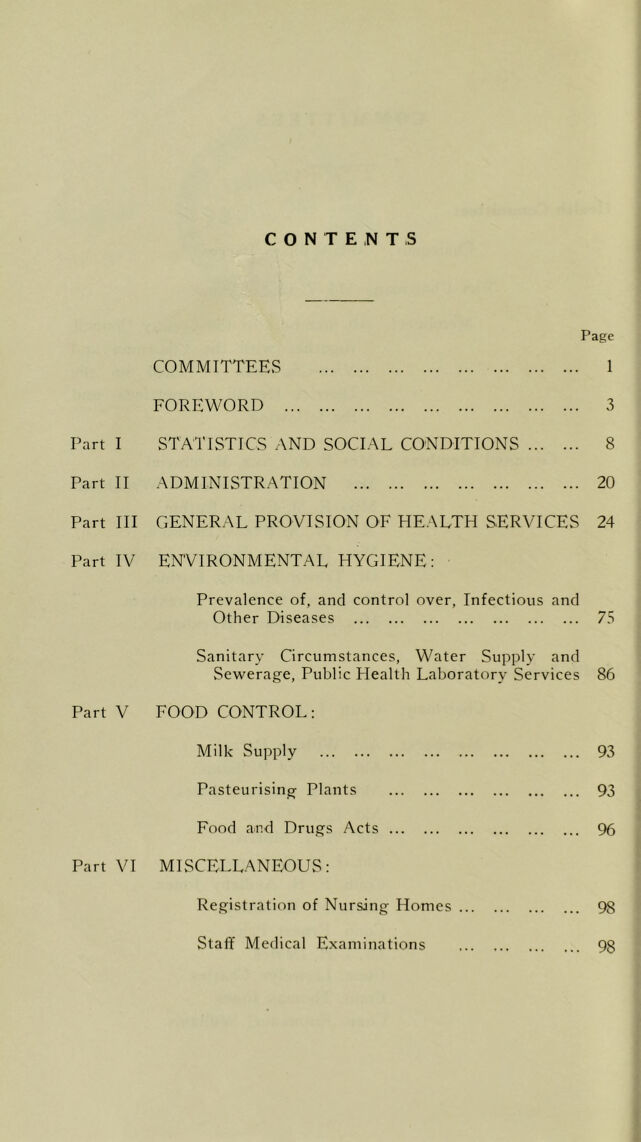 CONTENTS
Page
COMMITTEES ... ... ... ... ... ... ... ... 1
FOREWORD ... ... ... ... ... ... ... ... ... 3
Part I STATISTICS AND SOCIAL CONDITIONS ... ... 8
Part II ADMINISTRATION ... ... ... ... ... ... ... 20
Part III GENERAL PROVISION OF HEALTH SERVICES 24
Part IV ENVIRONMENTAL HYGIENE:
Prevalence of, and control over, Infectious and
Other Diseases ... ... ... ... ... ... ... 75
Sanitary Circumstances, Water Supply and
Sewerage, Public Health Laboratory Services 86
Part V FOOD CONTROL:
Milk Supply ... ... ... ... ... ... ... ... 93
Pasteurising Plants ... ... ... ... ... ... 93
Food and Drugs Acts ... ... ... ... ... ... 96
Part VI MISCELLANEOUS:
Registration of Nursing Homes ... ... ... ... 98
Staff Medical Examinations ... ... ... ... 98